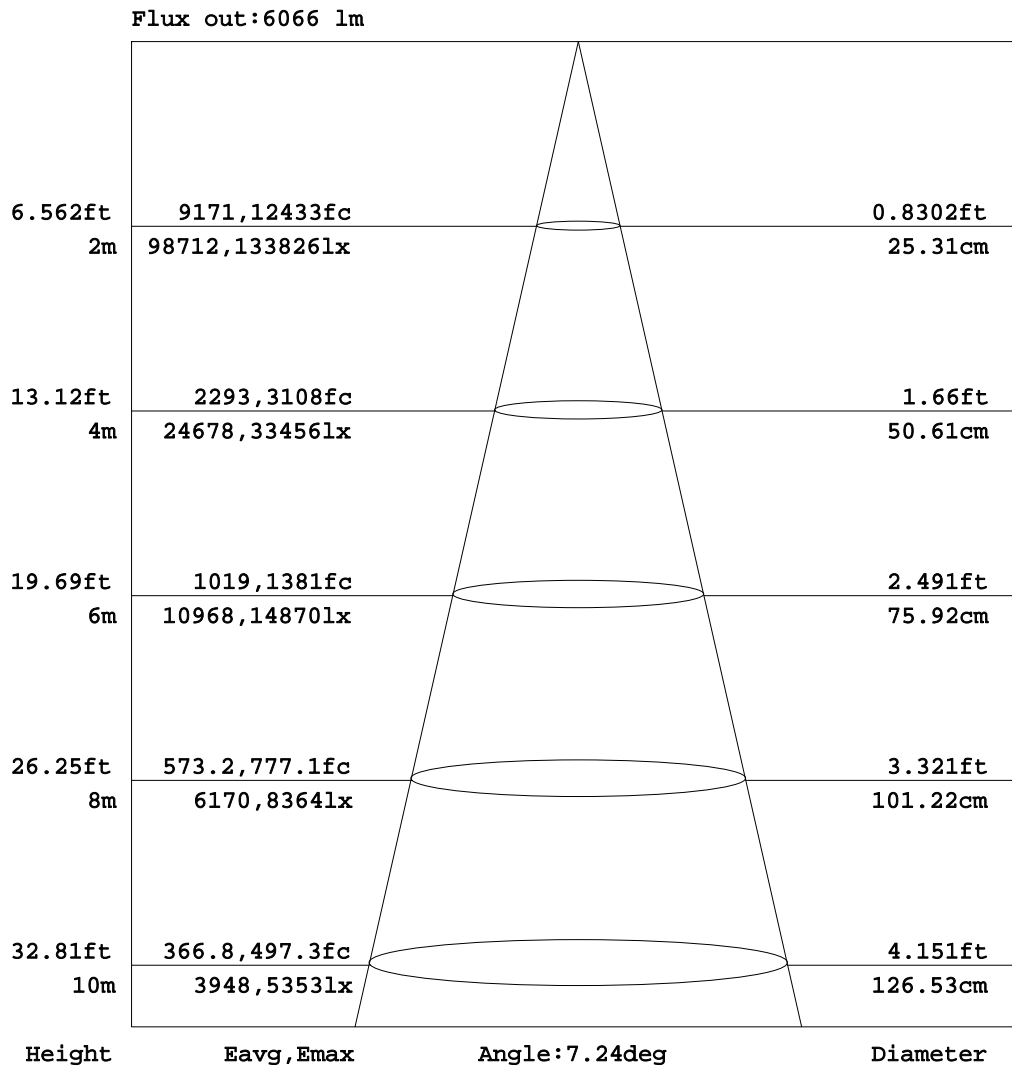 Flux out:6066 lm
6.562ft 9171,12433fc 0.8302ft
2m 98712,133826lx 25.31cm
13.12ft 2293,3108fc 1.66ft
4m 24678,33456lx 50.61cm
19.69ft 1019,1381fc 2.491ft
6m 10968,14870lx 75.92cm
26.25ft 573.2,777.1fc 3.321ft
8m 6170,8364lx 101.22cm
32.81ft 366.8,497.3fc 4.151ft
10m 3948,5353lx 126.53cm
Height Eavg,Emax Angle:7.24deg Diameter